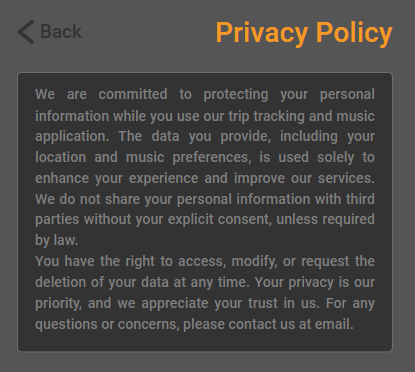 Back
Privacy Policy
We are committed to protecting your personal
information while you use our trip tracking and music
application. The data you provide, including your
location and music preferences, is used solely to
enhance your experience and improve our services.
We do not share your personal information with third
parties without your explicit consent, unless required
by law.
You have the right to access, modify, or request the
deletion of your data at any time. Your privacy is our
priority, and we appreciate your trust in us. For any
questions or concerns, please contact us at email.